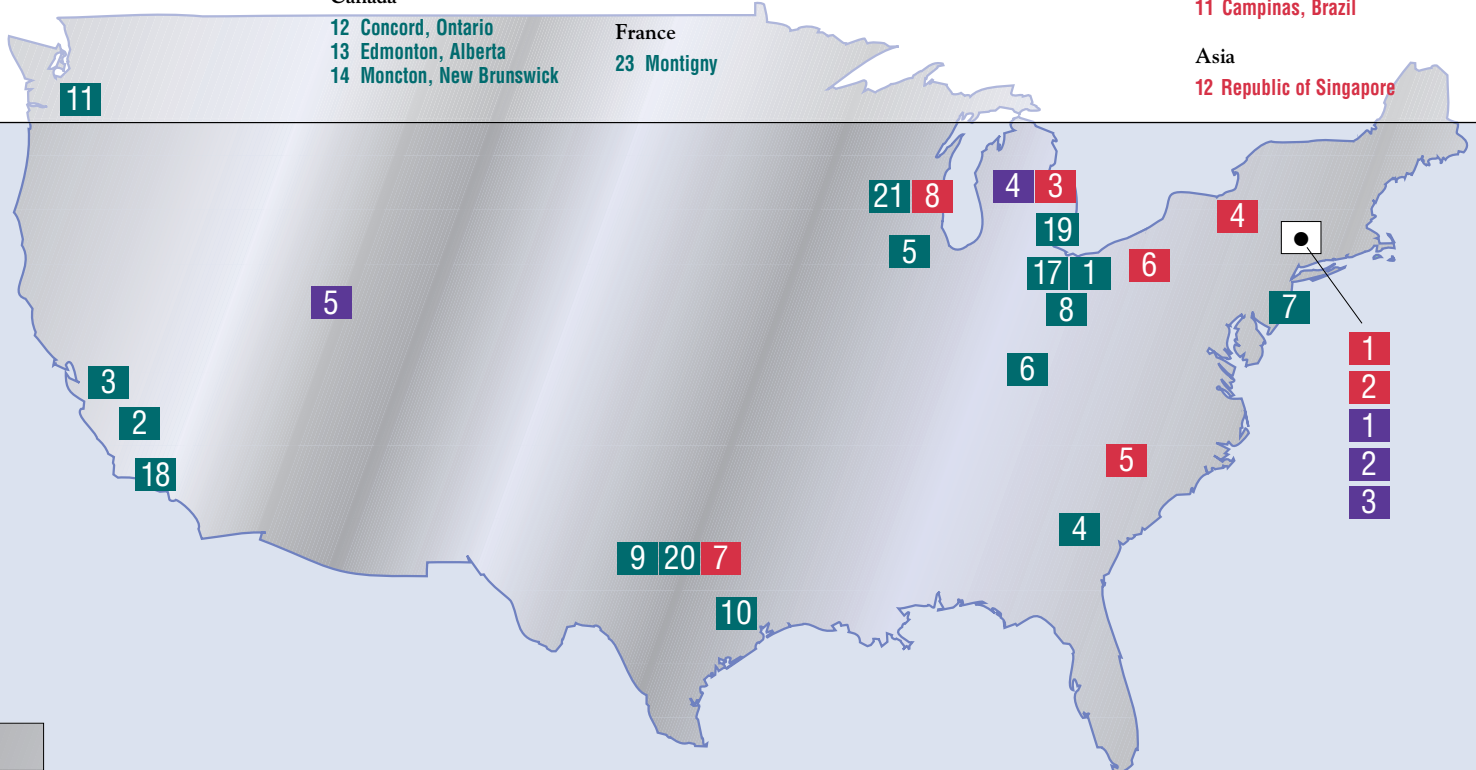 Canada
12 Concord, Ontario
13 Edmonton, Alberta
14 Moncton, New Brunswick
France
23 Montigny
11 Campinas, Brazil
Asia
12 Republic of Singapore
11
21 8
4 3
4
19
5
17 1
6
8
7
5
6
3
2
18
5
4
9 20 7
10
1
2
1
2
3